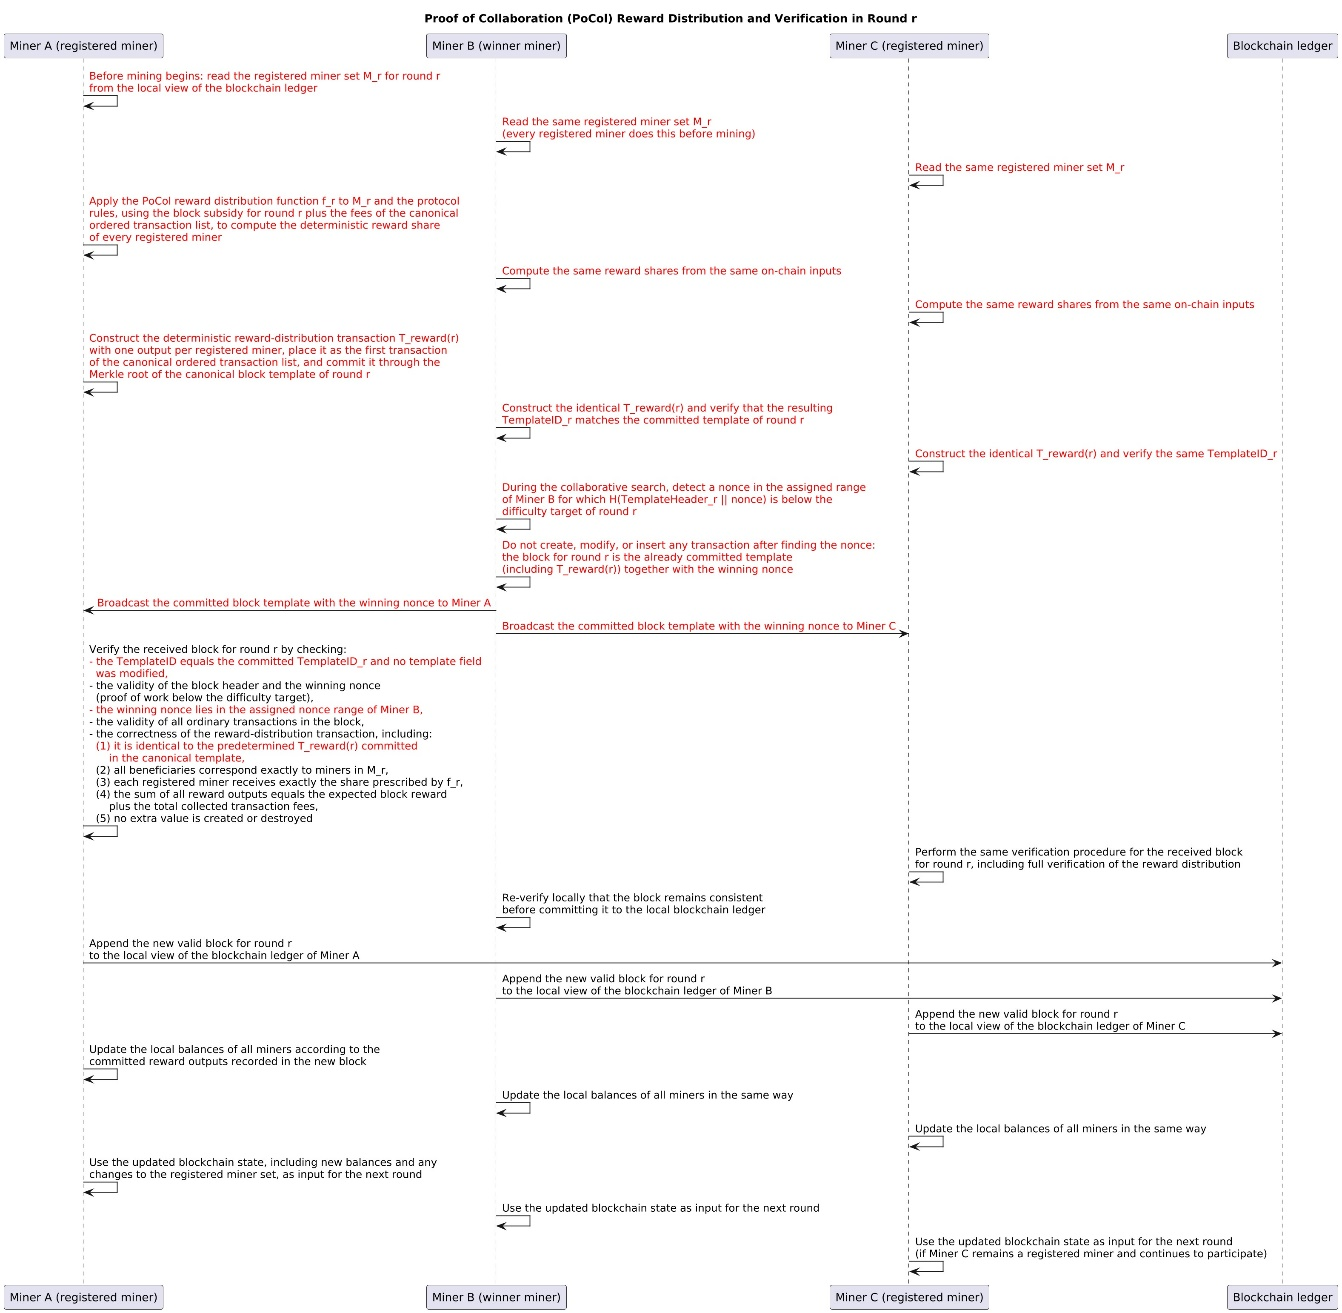 Proof of Collaboration (PoCol) Reward Distribution and Verification in Round r
Miner A (registered miner)
Miner B (winner miner)
Miner C (registered miner)
Blockchain ledger
Before mining begins: read the registered miner set M_r for round r
from the local view of the blockchain ledger
Read the same registered miner set M_r
(every registered miner does this before mining)
Read the same registered miner set M_r
Apply the PoCol reward distribution function f_r to M_r and the protocol
rules, using the block subsidy for round r plus the fees of the canonical
ordered transaction list, to compute the deterministic reward share
of every registered miner
Compute the same reward shares from the same on-chain inputs
Compute the same reward shares from the same on-chain inputs
Construct the deterministic reward-distribution transaction T_reward(r)
with one output per registered miner, place it as the first transaction
of the canonical ordered transaction list, and commit it through the
Merkle root of the canonical block template of round r
Construct the identical T_reward(r) and verify that the resulting
TemplateID_r matches the committed template of round r
Construct the identical T_reward(r) and verify the same TemplateID_r
During the collaborative search, detect a nonce in the assigned range
of Miner B for which H(TemplateHeader_r || nonce) is below the
difficulty target of round r
Do not create, modify, or insert any transaction after finding the nonce:
the block for round r is the already committed template
(including T_reward(r)) together with the winning nonce
Broadcast the committed block template with the winning nonce to Miner A
Broadcast the committed block template with the winning nonce to Miner C
Verify the received block for round r by checking:
- the TemplateID equals the committed TemplateID_r and no template field
was modified,
- the validity of the block header and the winning nonce
(proof of work below the difficulty target),
- the winning nonce lies in the assigned nonce range of Miner B,
- the validity of all ordinary transactions in the block,
- the correctness of the reward-distribution transaction, including:
(1) it is identical to the predetermined T_reward(r) committed
in the canonical template,
(2) all beneficiaries correspond exactly to miners in M_r,
(3) each registered miner receives exactly the share prescribed by f_r,
(4) the sum of all reward outputs equals the expected block reward
plus the total collected transaction fees,
(5) no extra value is created or destroyed
Perform the same verification procedure for the received block
for round r, including full verification of the reward distribution
Re-verify locally that the block remains consistent
before committing it to the local blockchain ledger
Append the new valid block for round r
to the local view of the blockchain ledger of Miner A
Append the new valid block for round r
to the local view of the blockchain ledger of Miner B
Append the new valid block for round r
to the local view of the blockchain ledger of Miner C
Update the local balances of all miners according to the
committed reward outputs recorded in the new block
Update the local balances of all miners in the same way
Update the local balances of all miners in the same way
Use the updated blockchain state, including new balances and any
changes to the registered miner set, as input for the next round
Use the updated blockchain state as input for the next round
Use the updated blockchain state as input for the next round
(if Miner C remains a registered miner and continues to participate)
Miner A (registered miner)
Miner B (winner miner)
Miner C (registered miner)
Blockchain ledger